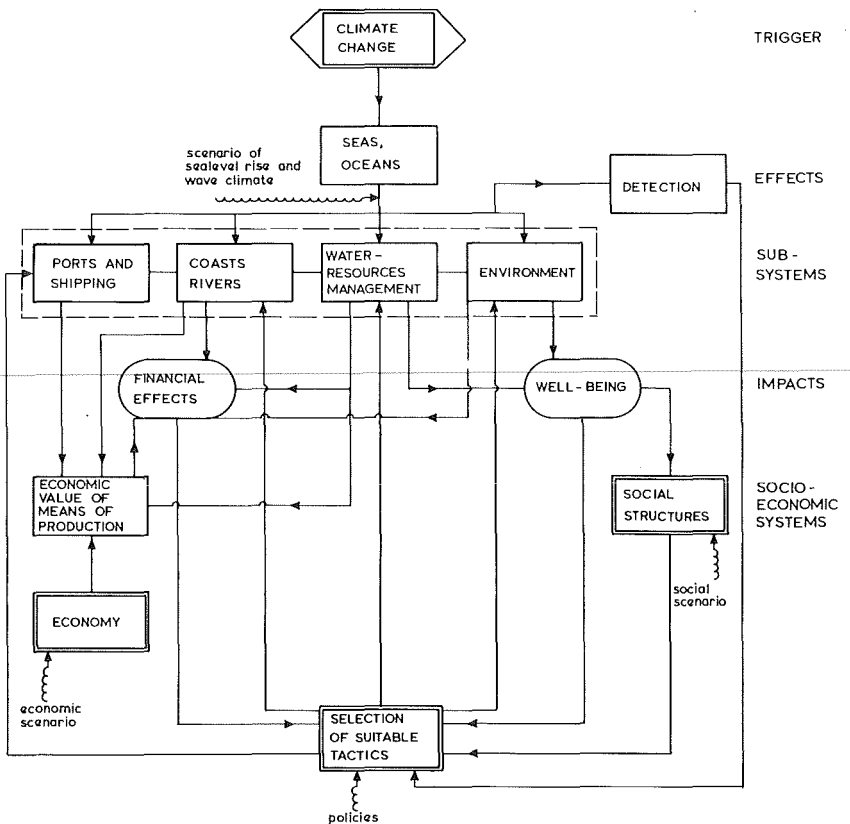 CLIMATE
CHANGE
TRIGGER
SEAS,
OCEANS
scenario of
sealevel rise and
wave climate
DETECTION
EFFECTS
PORTS AND
SHIPPING
COASTS
RIVERS
WATER-
RESOURCES
MANAGEMENT
ENVIRONMENT
SUB-
SYSTEMS
FINANCIAL
EFFECTS
WELL-BEING
IMPACTS
ECONOMIC
VALUE OF
MEANS OF
PRODUCTION
SOCIAL
STRUCTURES
SOCIO-
ECONOMIC
SYSTEMS
social
scenario
ECONOMY
economic
scenario
SELECTION
OF SUITABLE
TACTICS
policies